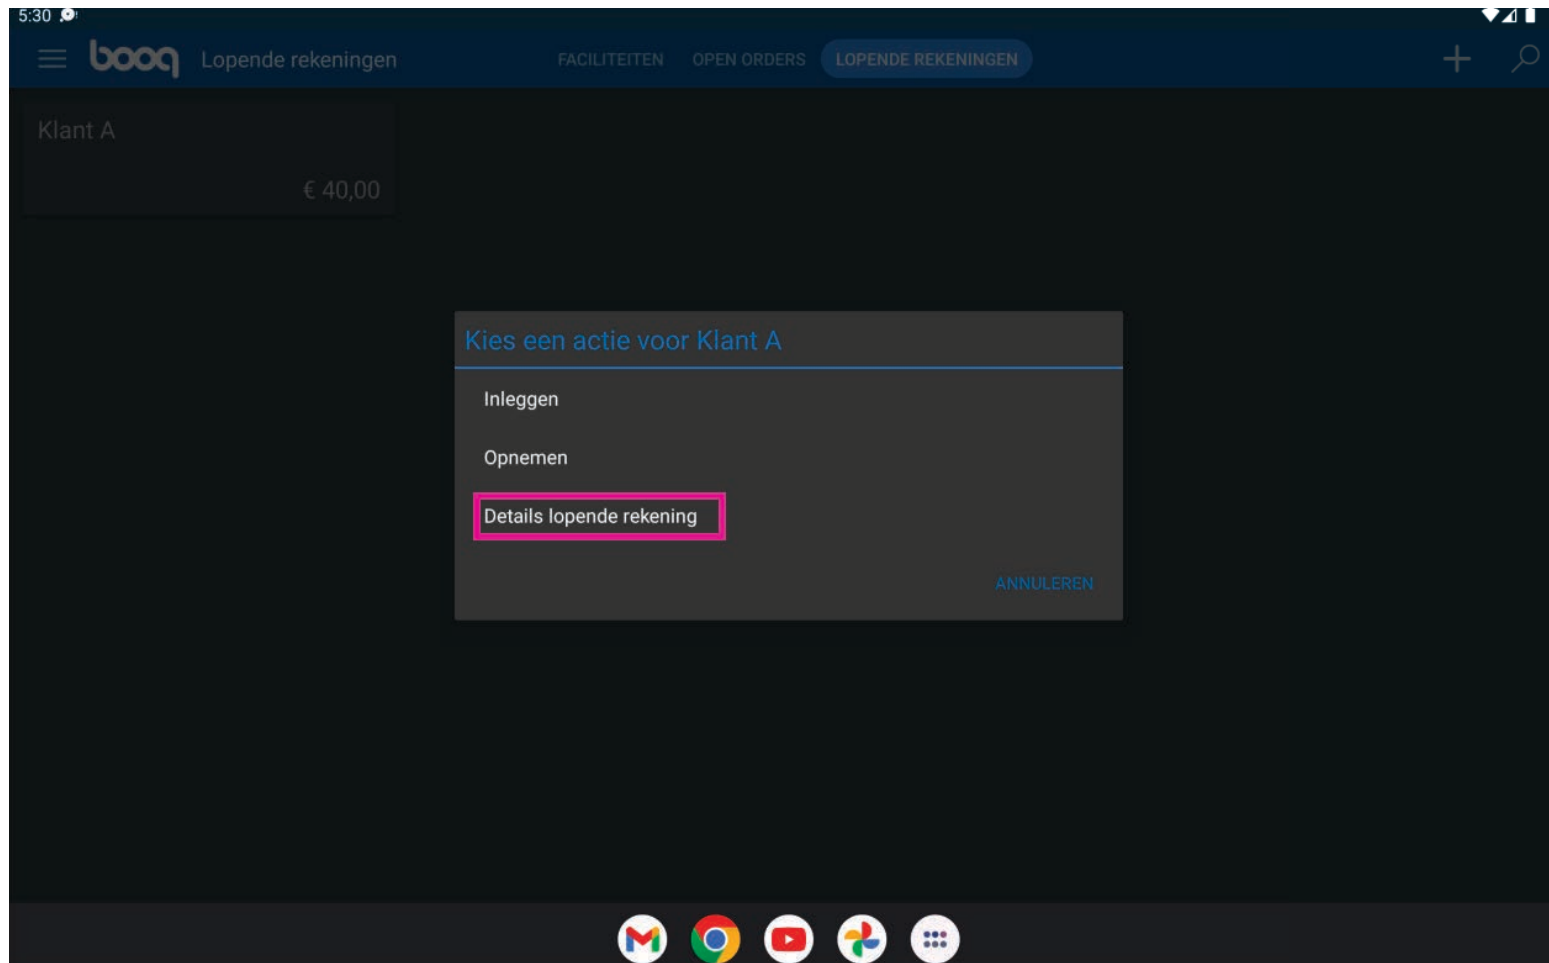 5:30
booq Lopende rekeningen FACILITEITEN OPEN ORDERS LOPENDE REKENINGEN
Klant A
€ 40,00
Kies een actie voor Klant A
Inleggen
Opnemen
Details lopende rekening
ANNULEREN